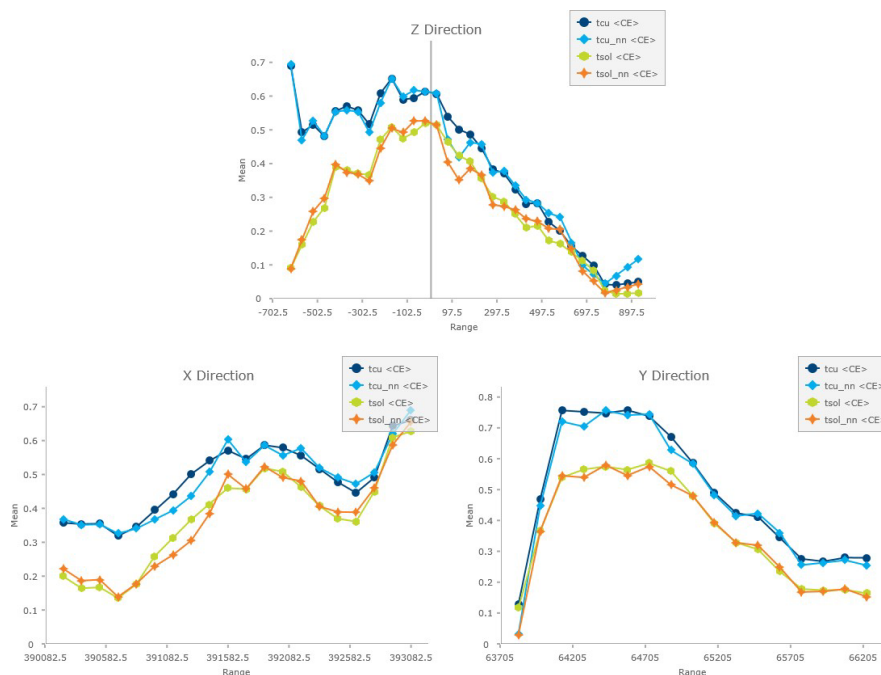 Z Direction
tcu <CE>
tcu_nn <CE>
tsol <CE>
tsol_nn <CE>
Mean
0.7
0.6
0.5
0.4
0.3
0.2
0.1
0
-702.5 -502.5 -302.5 -102.5 97.5 297.5 497.5 697.5 897.5
Range
X Direction
tcu <CE>
tcu_nn <CE>
tsol <CE>
tsol_nn <CE>
Mean
0.7
0.6
0.5
0.4
0.3
0.2
0.1
0
390082.5 390582.5 391082.5 391582.5 392082.5 392582.5 393082.5
Range
Y Direction
tcu <CE>
tcu_nn <CE>
tsol <CE>
tsol_nn <CE>
Mean
0.8
0.7
0.6
0.5
0.4
0.3
0.2
0.1
0
63705 64205 64705 65205 65705 66205
Range